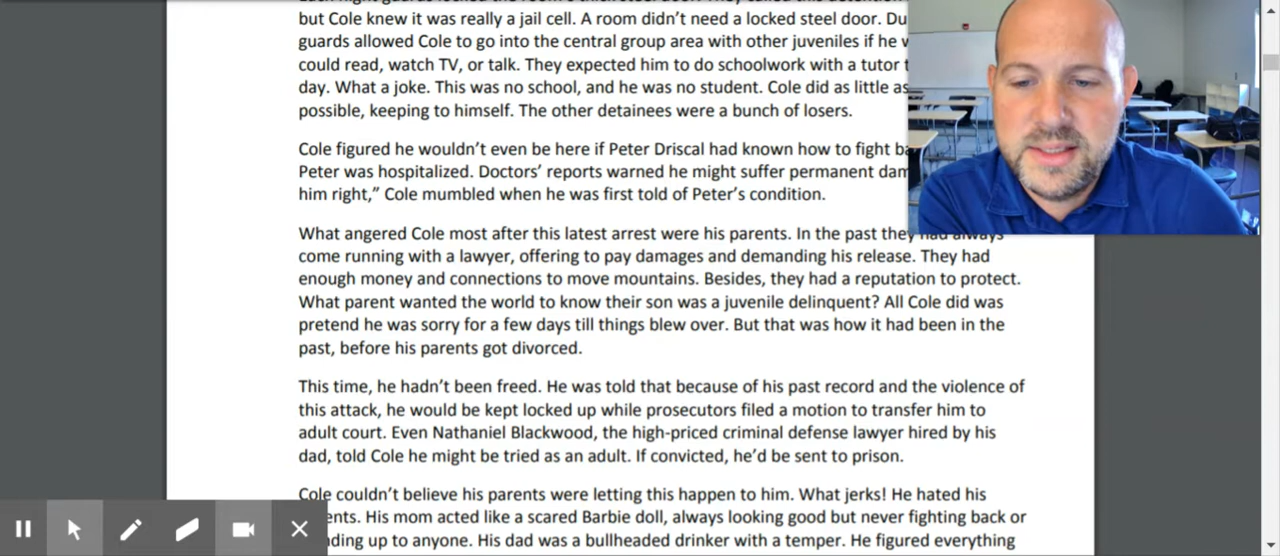 but Cole knew it was really a jail cell. A room didn't need a locked steel door. Du
guards allowed Cole to go into the central group area with other juveniles if he
could read, watch TV, or talk. They expected him to do schoolwork with a tutor
day. What a joke. This was no school, and he was no student. Cole did as little as
possible, keeping to himself. The other detainees were a bunch of losers.
Cole figured he wouldn't even be here if Peter Driscal had known how to fight ba
Peter was hospitalized. Doctors' reports warned he might suffer permanent dam
him right,” Cole mumbled when he was first told of Peter's condition.
What angered Cole most after this latest arrest were his parents. In the past they had always
come running with a lawyer, offering to pay damages and demanding his release. They had
enough money and connections to move mountains. Besides, they had a reputation to protect.
What parent wanted the world to know their son was a juvenile delinquent? All Cole did was
pretend he was sorry for a few days till things blew over. But that was how it had been in the
past, before his parents got divorced.
This time, he hadn't been freed. He was told that because of his past record and the violence of
this attack, he would be kept locked up while prosecutors filed a motion to transfer him to
adult court. Even Nathaniel Blackwood, the high-priced criminal defense lawyer hired by his
dad, told Cole he might be tried as an adult. If convicted, he'd be sent to prison.
Cole couldn't believe his parents were letting this happen to him. What jerks! He hated his
ents. His mom acted like a scared Barbie doll, always looking good but never fighting back or
nding up to anyone. His dad was a bullheaded drinker with a temper. He figured everything